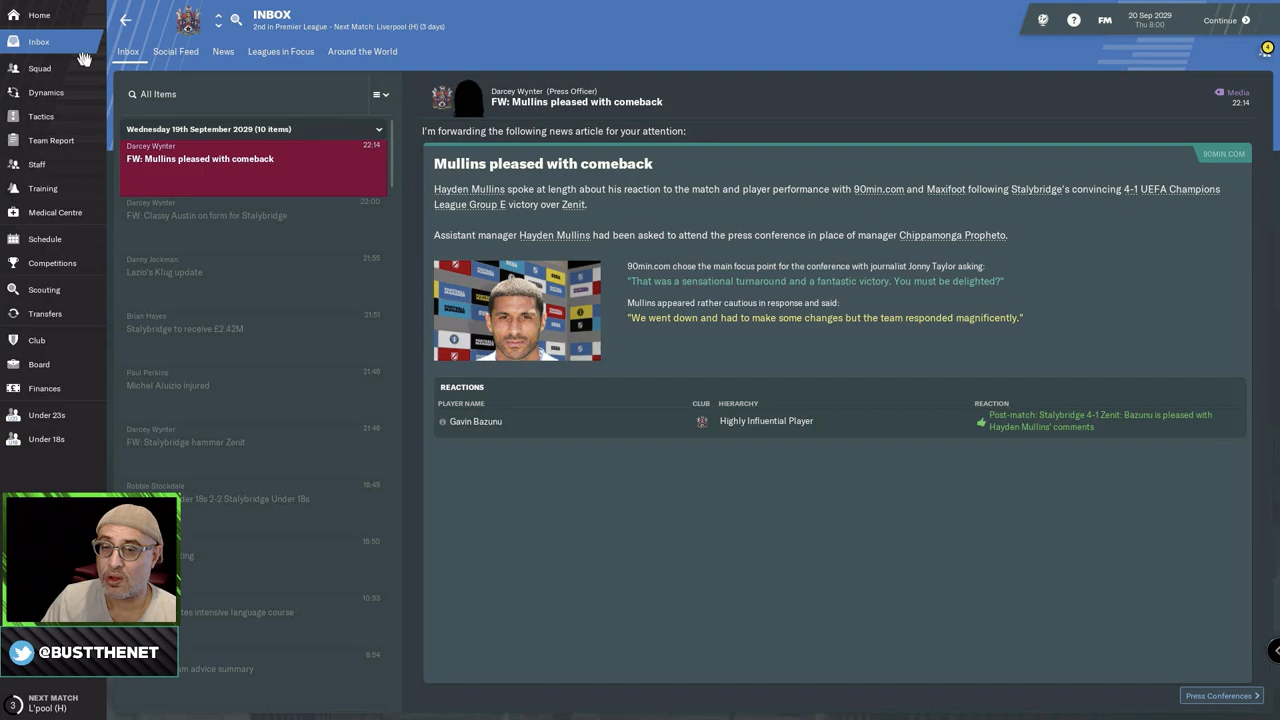 Home
Inbox
Squad
Dynamics
Tactics
Team Report
Staff
Training
Medical Centre
Schedule
Competitions
Scouting
Transfers
Club
Board
Finances
Under 23s
Under 18s
@BUSTTHENET
3
NEXT MATCH
L'pool (H)
INBOX
2nd in Premier League - Next Match: Liverpool (H) (3 days)
FM
20 Sep 2029
Thu 8:00
Continue
4
Inbox
Social Feed
News
Leagues in Focus
Around the World
All Items
Wednesday 19th September 2029 (10 items)
Darcey Wynter
22:14
FW: Mullins pleased with comeback
Darcey Wynter
22:00
FW: Classy Austin on form for Stalybridge
Danny Jackman
21:55
Lazio's Klug update
Brian Hayes
21:51
Stalybridge to receive £2.42M
Paul Perkins
21:48
Michel Aluizio injured
Darcey Wynter
21:46
FW: Stalybridge hammer Zenit
Robbie Stockdale
18:49
der 18s 2-2 Stalybridge Under 18s
16:50
ting
10:53
tes intensive language course
8:54
am advice summary
Darcey Wynter (Press Officer)
FW: Mullins pleased with comeback
Media
22:14
I'm forwarding the following news article for your attention:
Mullins pleased with comeback
90MIN.COM
Hayden Mullins spoke at length about his reaction to the match and player performance with 90min.com and Maxifoot following Stalybridge's convincing 4-1 UEFA Champions
League Group E victory over Zenit.
Assistant manager Hayden Mullins had been asked to attend the press conference in place of manager Chippamonga Propheto.
90min.com chose the main focus point for the conference with journalist Jonny Taylor asking:
"That was a sensational turnaround and a fantastic victory. You must be delighted?"
Mullins appeared rather cautious in response and said:
"We went down and had to make some changes but the team responded magnificently."
REACTIONS
PLAYER NAME
CLUB
HIERARCHY
REACTION
Gavin Bazunu
Highly Influential Player
Post-match: Stalybridge 4-1 Zenit: Bazunu is pleased with
Hayden Mullins' comments
Press Conferences